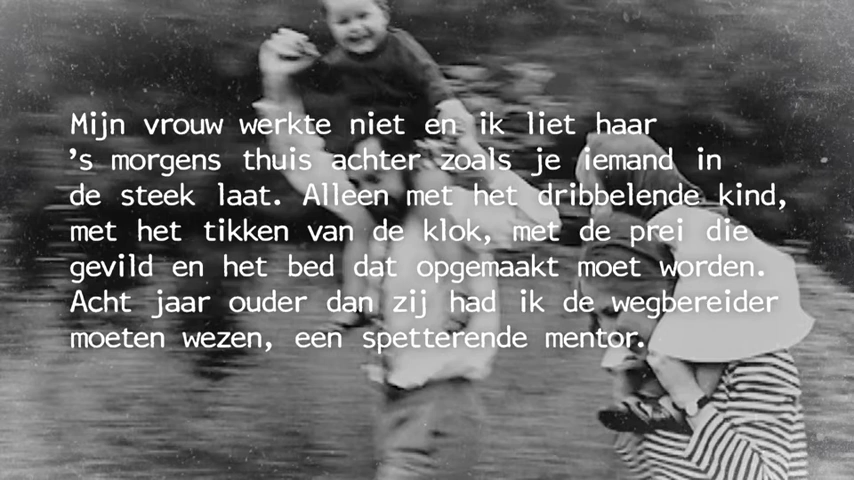 Mijn vrouw werkte niet en ik liet haar
’s morgens thuis achter zoals je iemand in
de steek laat. Alleen met het dribbelende kind,
met het tikken van de klok, met de prei die
gevild en het bed dat opgemaakt moet worden.
Acht jaar ouder dan zij had ik de wegbereider
moeten wezen, een spetterende mentor.